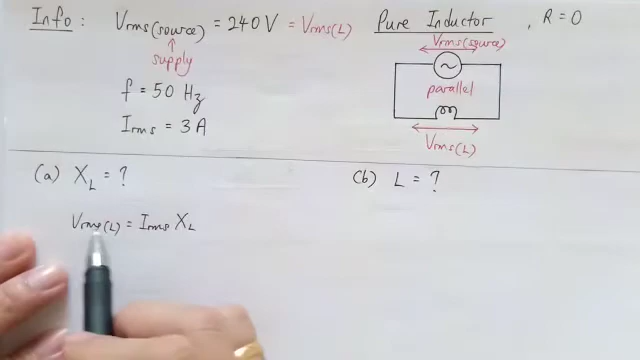 Info : Vrms(source) = 240 V = Vrms(L)
supply
f = 50 Hz
Irms = 3 A
Pure Inductor , R = 0
Vrms(source)
~
parallel
Vrms(L)
(a) XL = ?
Vrms(L) = Irms XL
(b) L = ?